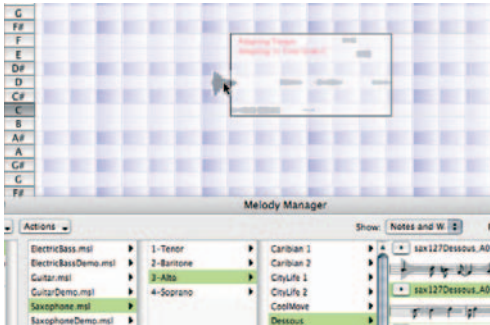 G
F#
F
E
D#
D
C#
C
B
A#
A
G#
G
F#
Melody Manager
Actions
Show: Notes and W
ElectricBass.msl
ElectricBassDemo.msl
Guitar.msl
GuitarDemo.msl
Saxophone.msl
SaxophoneDemo.msl
1-Tenor
2-Baritone
3-Alto
4-Soprano
Caribian 1
Caribian 2
CityLife 1
CityLife 2
CoolMove
Dessous
sax127Dessous_A0
sax127Dessous_A0